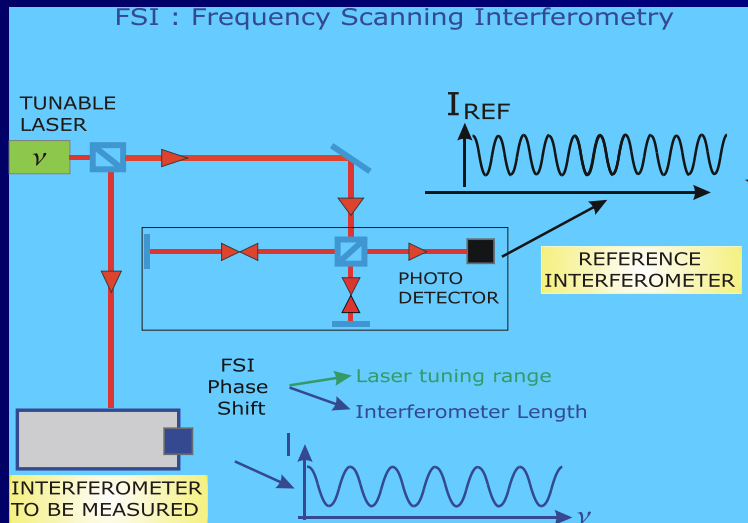 FSI : Frequency Scanning Interferometry
TUNABLE
LASER
ν
I REF
REFERENCE
INTERFEROMETER
PHOTO
DETECTOR
FSI
Phase
Shift
Laser tuning range
Interferometer Length
I
ν
INTERFEROMETER
TO BE MEASURED